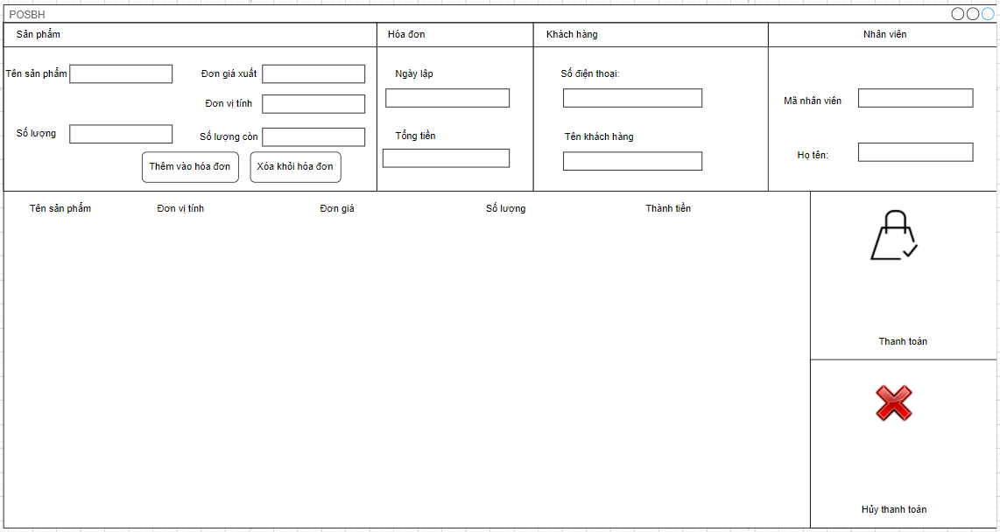 POSBH
Sản phẩm
Hóa đơn
Khách hàng
Nhân viên
Tên sản phẩm
Đơn giá xuất
Đơn vị tính
Số lượng
Số lượng còn
Thêm vào hóa đơn
Xóa khỏi hóa đơn
Ngày lập
Tổng tiền
Số điện thoại:
Tên khách hàng
Mã nhân viên
Họ tên:
Tên sản phẩm
Đơn vị tính
Đơn giá
Số lượng
Thành tiền
Thanh toán
Hủy thanh toán